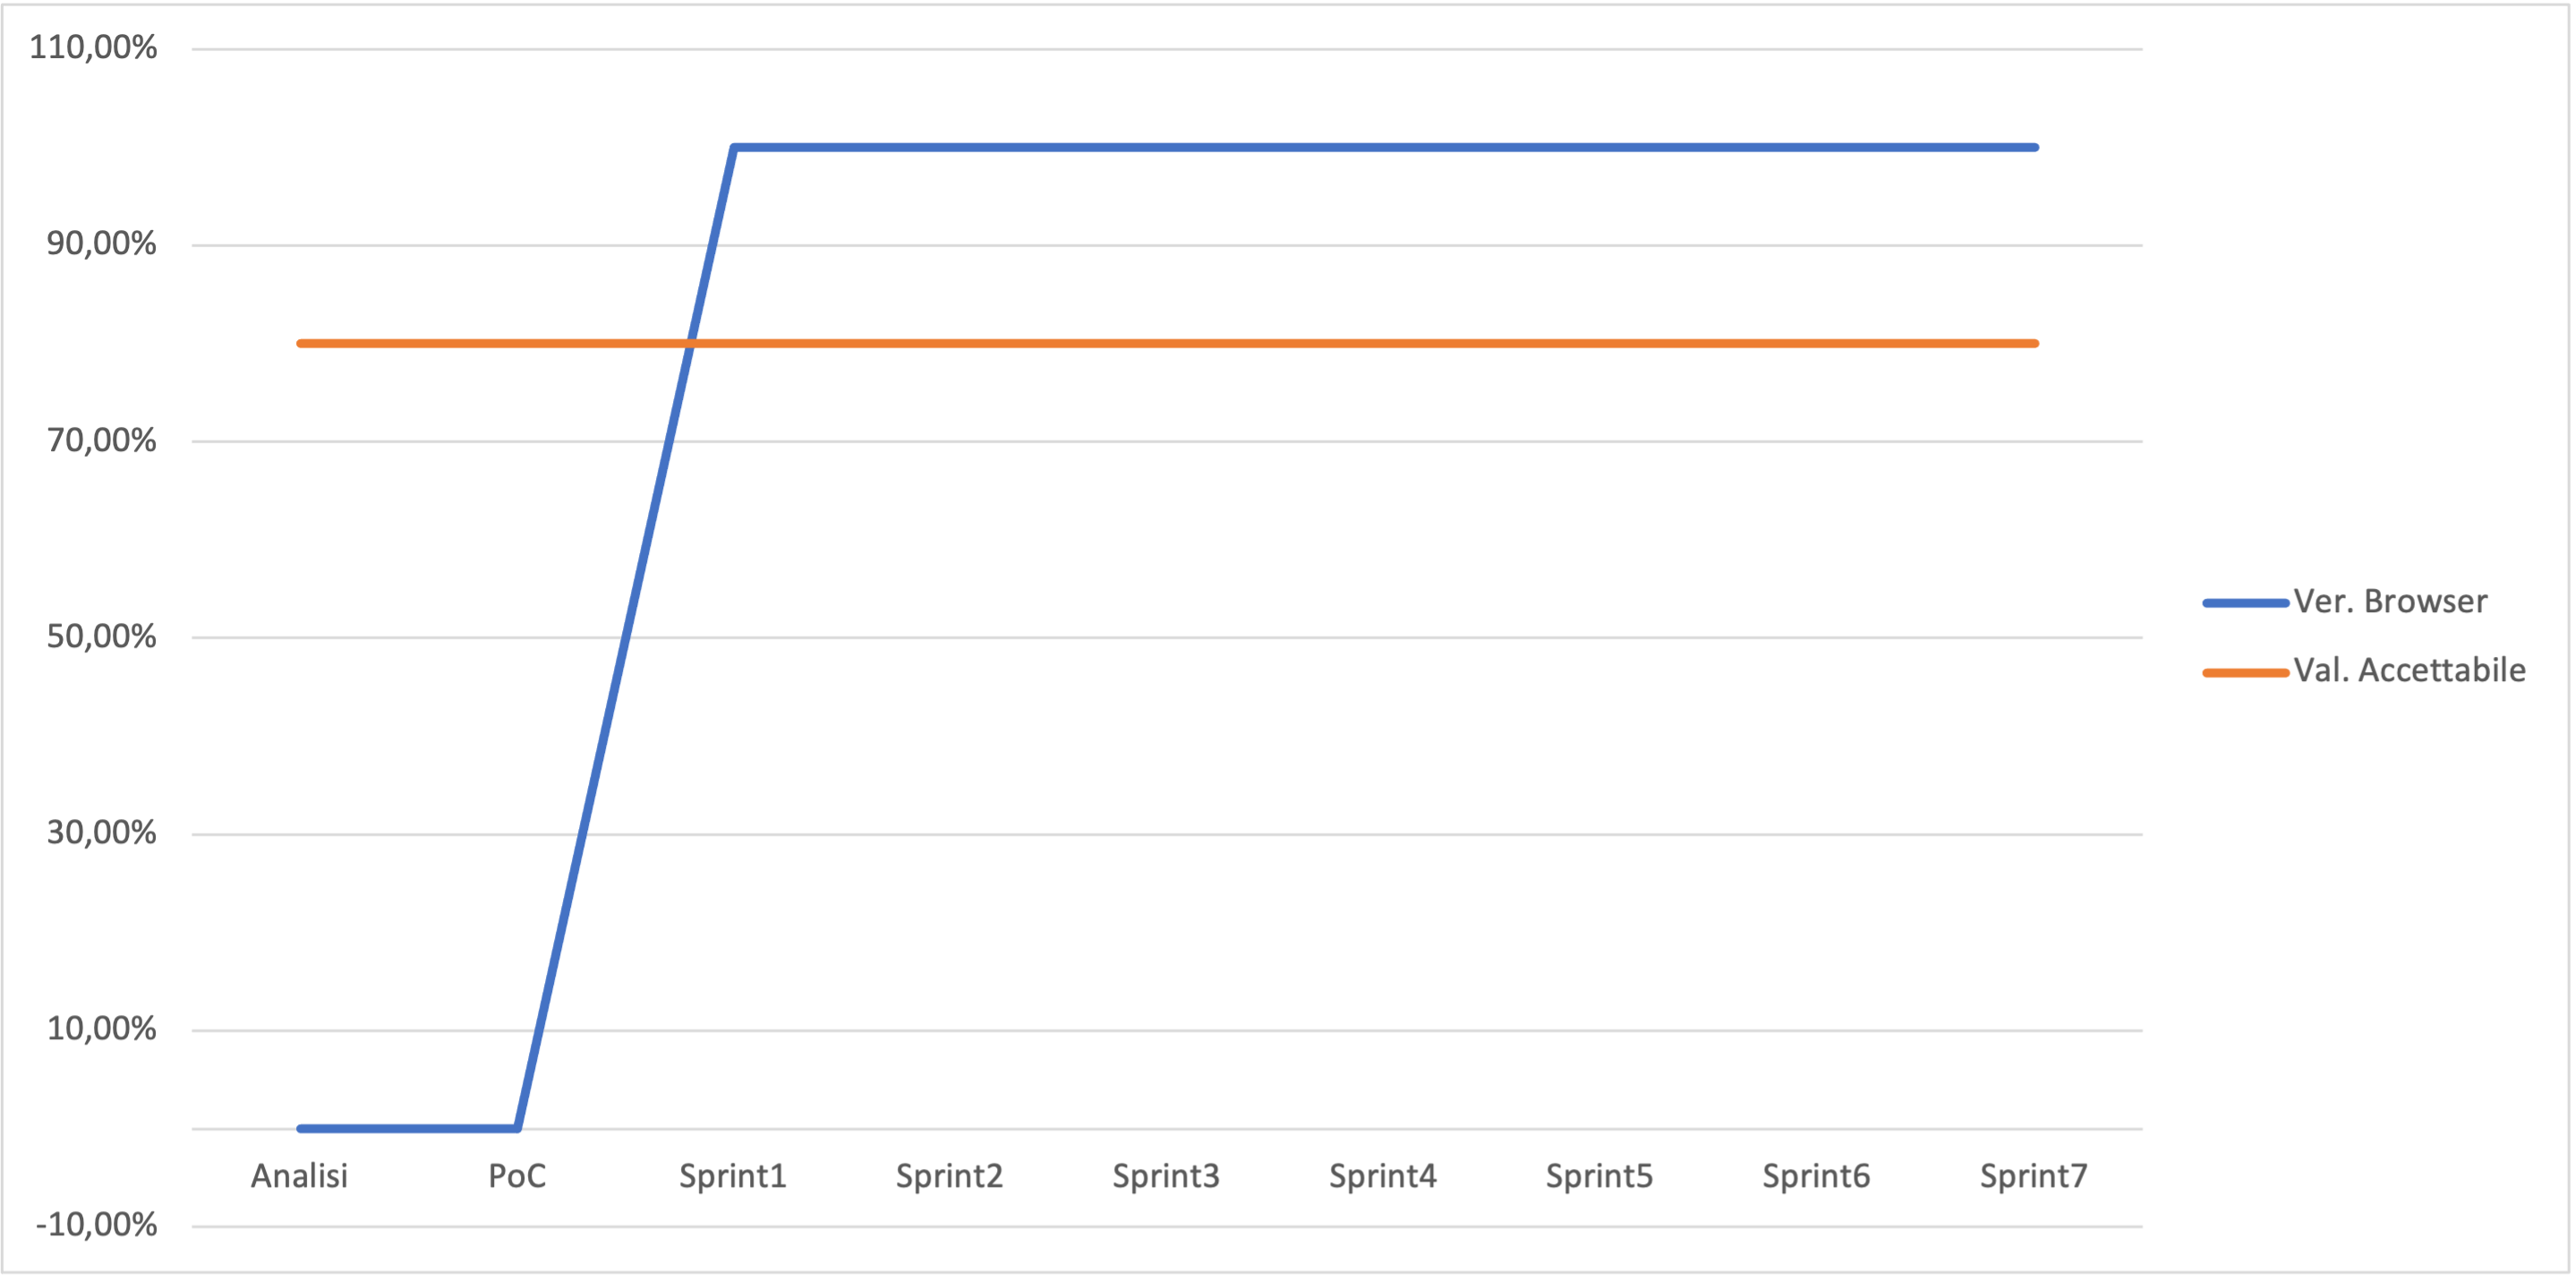 110,00%
90,00%
70,00%
50,00%
30,00%
10,00%
-10,00%
Analisi PoC Sprint1 Sprint2 Sprint3 Sprint4 Sprint5 Sprint6 Sprint7
Ver. Browser
Val. Accettabile